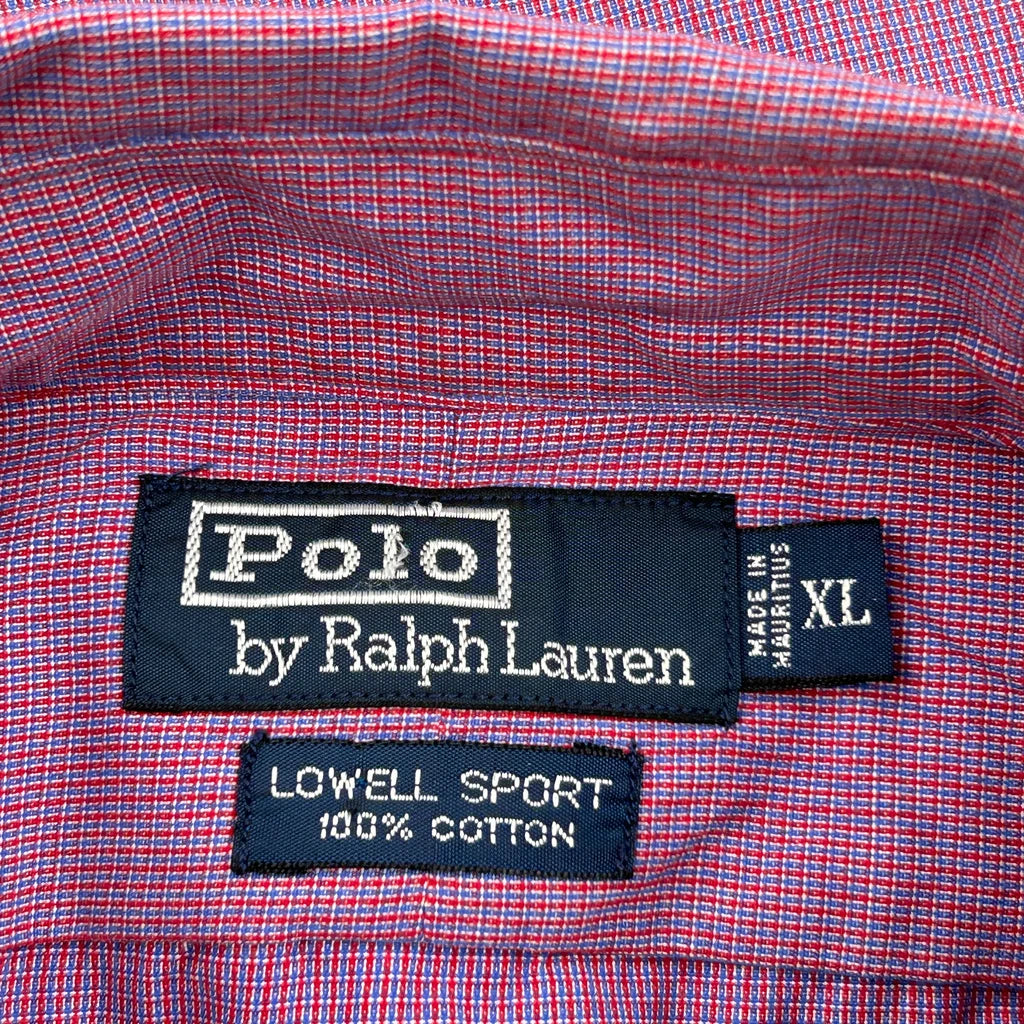 Polo
by Ralph Lauren
MADE IN
MAURITIUS
XL
LOWELL SPORT
100% COTTON